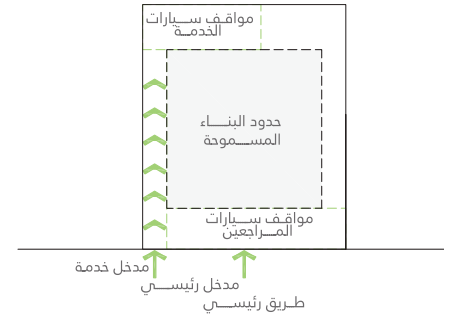 مواقف سيارات
الخدمة
حدود البناء
المسموحة
مواقف سيارات
المراجعين
مدخل خدمة
مدخل رئيسي
طريق رئيسي